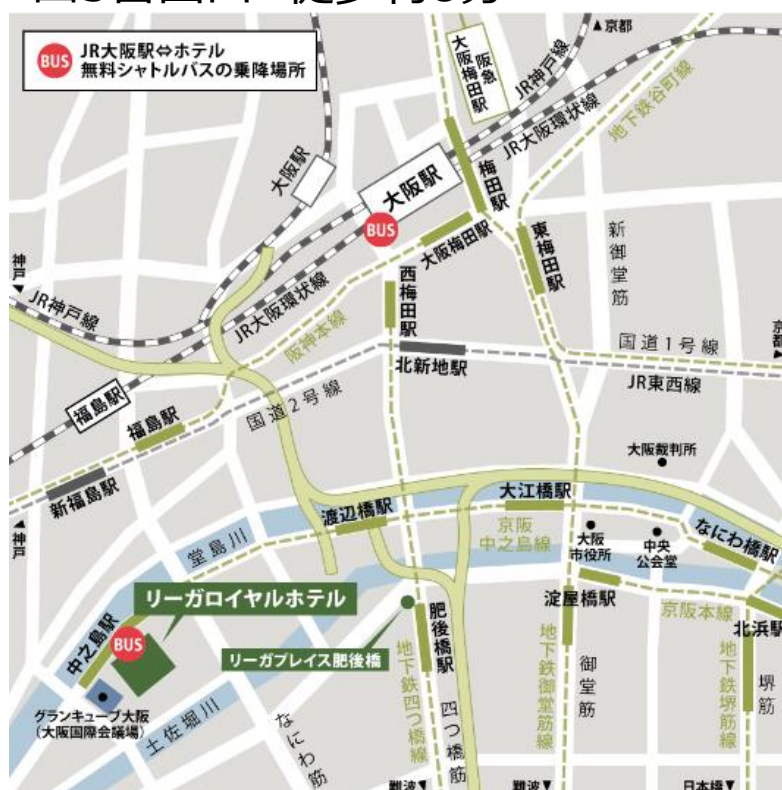 BUS
JR大阪駅⇔ホテル
無料シャトルバスの乗降場所
阪急
大阪梅田駅
▲京都
JR神戸線
JR大阪環状線
地下鉄谷町線
大阪駅
大阪駅
梅田駅
BUS
大阪梅田駅
東梅田駅
新御堂筋
神戸
JR神戸線
JR大阪環状線
西梅田駅
阪神本線
北新地駅
国道1号線
京都
JR東西線
福島駅
福島駅
国道2号線
新福島駅
大阪裁判所
神戸
堂島川
渡辺橋駅
大江橋駅
京阪
中之島線
大阪
市役所
中央
公会堂
なにわ橋駅
リーガロイヤルホテル
中之島駅
BUS
リーガプレイス肥後橋
肥後橋駅
淀屋橋駅
京阪本線
北浜駅
グランキューブ大阪
(大阪国際会議場)
土佐堀川
なにわ筋
地下鉄四つ橋線
四つ橋筋
地下鉄御堂筋線
御堂筋
地下鉄堺筋線
堺筋
難波▼
難波▼
日本橋▼